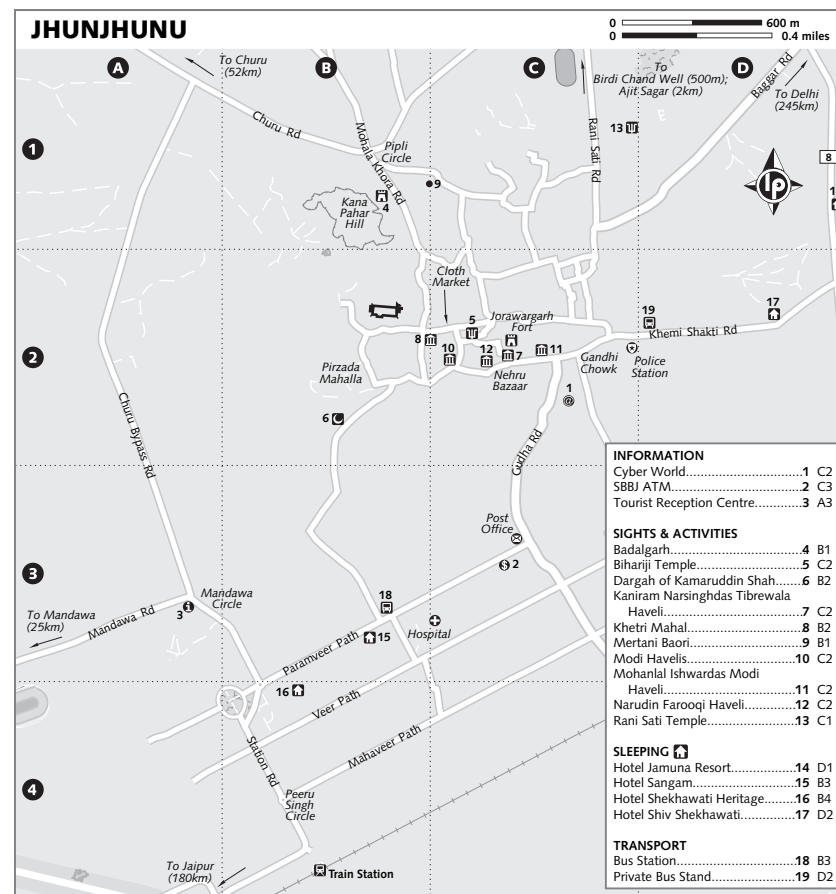 JHUNJHUNU
0 600 m
0 0.4 miles
A
B
C
D
To Churu
(52km)
To
Birdi Chand Well (500m);
Ajit Sagar (2km)
Baggar Rd
To Delhi
(245km)
Churu Rd
Mohala Khora Rd
Rani Sati Rd
13
1
Pipli
Circle
8
lp
9
4
Kana
Pahar
Hill
Cloth
Market
5
Jorawargarh
Fort
19
17
Khemi Shakti Rd
2
8
10
12
7
11
Gandhi
Chowk
Police
Station
Pirzada
Mahalla
Nehru
Bazaar
1
@
6
Churu Bypass Rd
Gudha Rd
Post
Office
$ 2
3
Mandawa
Circle
i
3
18
To Mandawa
(25km)
Mandawa Rd
Hospital
15
Paramveer Path
16
Veer Path
Mahaveer Path
Station Rd
4
Peeru
Singh
Circle
To Jaipur
(180km)
Train Station
INFORMATION
Cyber World 1 C2
SBBJ ATM 2 C3
Tourist Reception Centre 3 A3
SIGHTS & ACTIVITIES
Badalgarh 4 B1
Bihariji Temple 5 C2
Dargah of Kamaruddin Shah 6 B2
Kaniram Narsinghdas Tibrewala
Haveli 7 C2
Khetri Mahal 8 B2
Mertani Baori 9 B1
Modi Havelis 10 C2
Mohanlal Ishwardas Modi
Haveli 11 C2
Narudin Farooqi Haveli 12 C2
Rani Sati Temple 13 C1
SLEEPING
Hotel Jamuna Resort 14 D1
Hotel Sangam 15 B3
Hotel Shekhawati Heritage 16 B4
Hotel Shiv Shekhawati 17 D2
TRANSPORT
Bus Station 18 B3
Private Bus Stand 19 D2